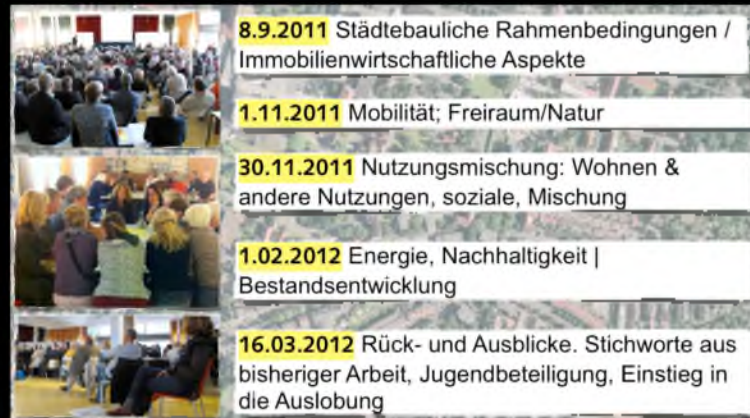 8.9.2011 Städtebauliche Rahmenbedingungen /
Immobilienwirtschaftliche Aspekte
1.11.2011 Mobilität; Freiraum/Natur
30.11.2011 Nutzungsmischung: Wohnen &
andere Nutzungen, soziale, Mischung
1.02.2012 Energie, Nachhaltigkeit |
Bestandsentwicklung
16.03.2012 Rück- und Ausblicke. Stichworte aus
bisheriger Arbeit, Jugendbeteiligung, Einstieg in
die Auslobung